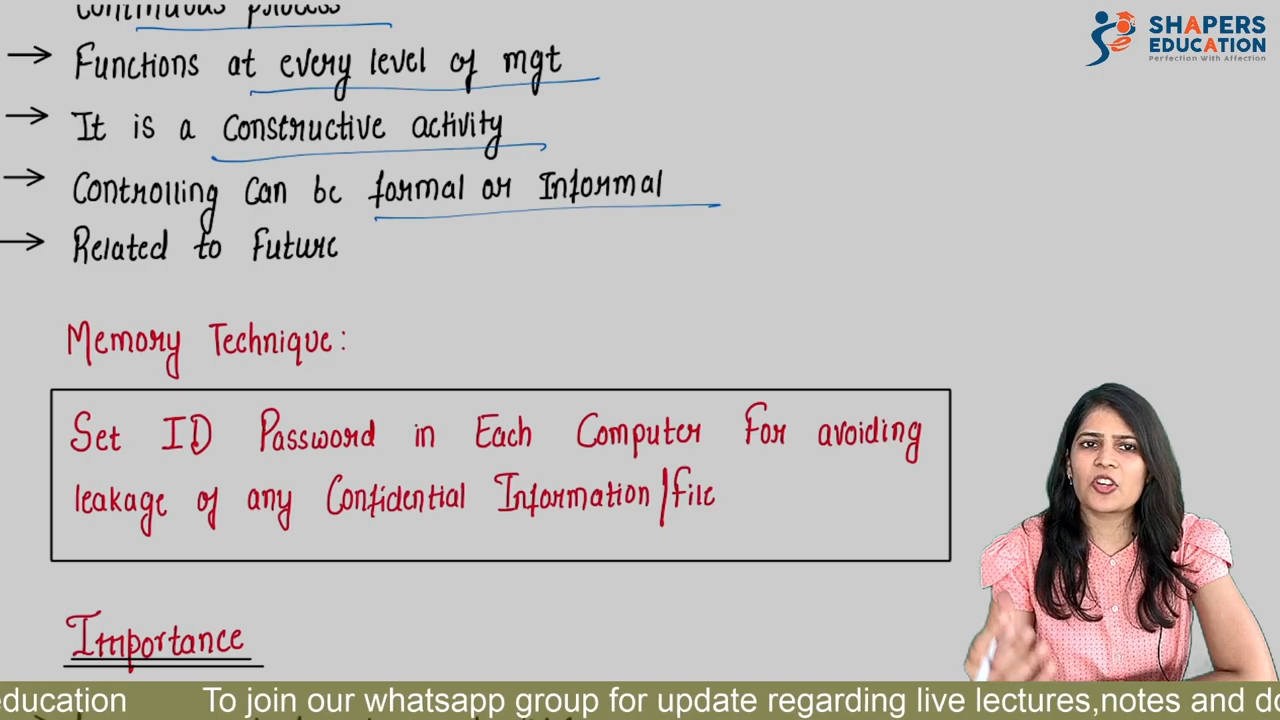 continuous process
→ Functions at every level of mgt
→ It is a constructive activity
→ Controlling can be formal or Informal
→ Related to Future
Memory Technique:
Set ID Password in Each Computer For avoiding
leakage of any Confidential Information/file
Importance
SHAPERS
EDUCATION
Perfection With Affection
education To join our whatsapp group for update regarding live lectures,notes and do